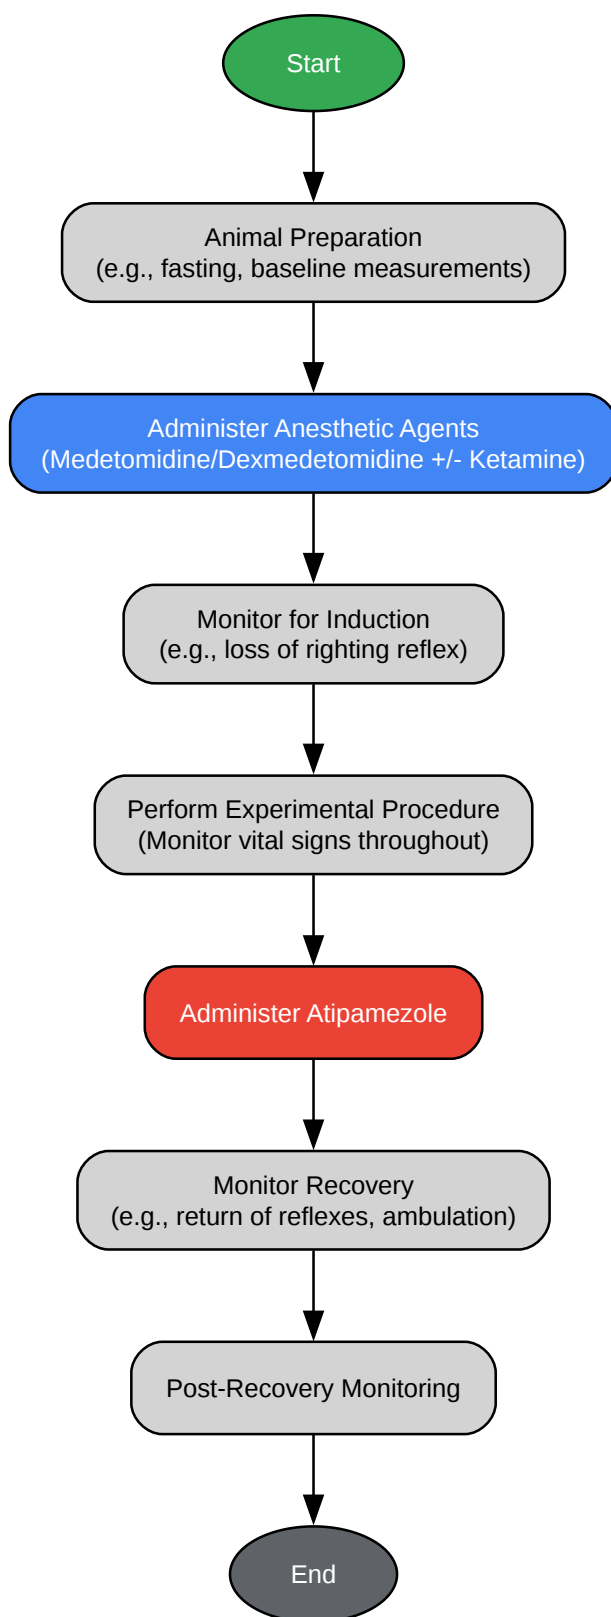 Start
Animal Preparation
(e.g., fasting, baseline measurements)
Administer Anesthetic Agents
(Medetomidine/Dexmedetomidine +/- Ketamine)
Monitor for Induction
(e.g., loss of righting reflex)
Perform Experimental Procedure
(Monitor vital signs throughout)
Administer Atipamezole
Monitor Recovery
(e.g., return of reflexes, ambulation)
Post-Recovery Monitoring
End